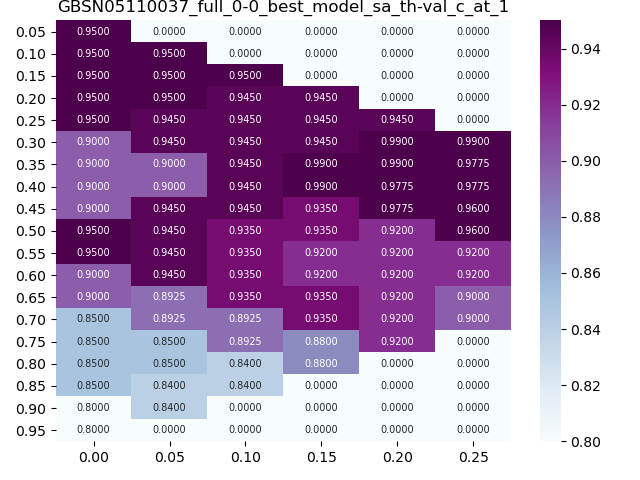 GBSN05110037_full_0-0_best_model_sa_th-val_c_at_1
0.05 0.9500 0.0000 0.0000 0.0000 0.0000 0.0000
0.10 0.9500 0.9500 0.0000 0.0000 0.0000 0.0000
0.15 0.9500 0.9500 0.9500 0.0000 0.0000 0.0000
0.20 0.9500 0.9500 0.9450 0.9450 0.0000 0.0000
0.25 0.9500 0.9450 0.9450 0.9450 0.9450 0.0000
0.30 0.9000 0.9450 0.9450 0.9450 0.9900 0.9900
0.35 0.9000 0.9000 0.9450 0.9900 0.9900 0.9775
0.40 0.9000 0.9000 0.9450 0.9900 0.9775 0.9775
0.45 0.9000 0.9450 0.9450 0.9350 0.9775 0.9600
0.50 0.9500 0.9450 0.9350 0.9350 0.9200 0.9600
0.55 0.9500 0.9450 0.9350 0.9200 0.9200 0.9200
0.60 0.9000 0.9450 0.9350 0.9200 0.9200 0.9200
0.65 0.9000 0.8925 0.9350 0.9350 0.9200 0.9000
0.70 0.8500 0.8925 0.8925 0.9350 0.9200 0.9000
0.75 0.8500 0.8500 0.8925 0.8800 0.9200 0.0000
0.80 0.8500 0.8500 0.8400 0.8800 0.0000 0.0000
0.85 0.8500 0.8400 0.8400 0.0000 0.0000 0.0000
0.90 0.8000 0.8400 0.0000 0.0000 0.0000 0.0000
0.95 0.8000 0.0000 0.0000 0.0000 0.0000 0.0000
0.00 0.05 0.10 0.15 0.20 0.25
0.94
0.92
0.90
0.88
0.86
0.84
0.82
0.80